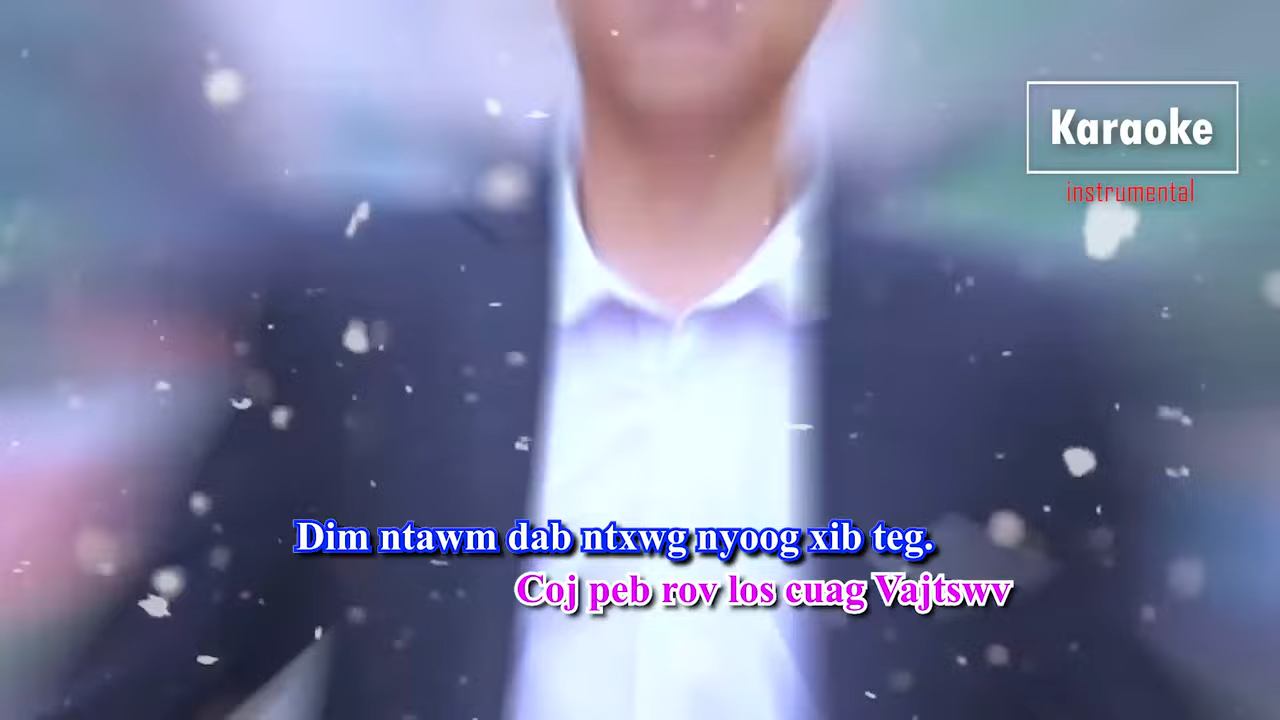 Karaoke
instrumental
Dim ntawm dab ntxwg nyoog xib teg.
Coj peb rov los cuag Vajtswv